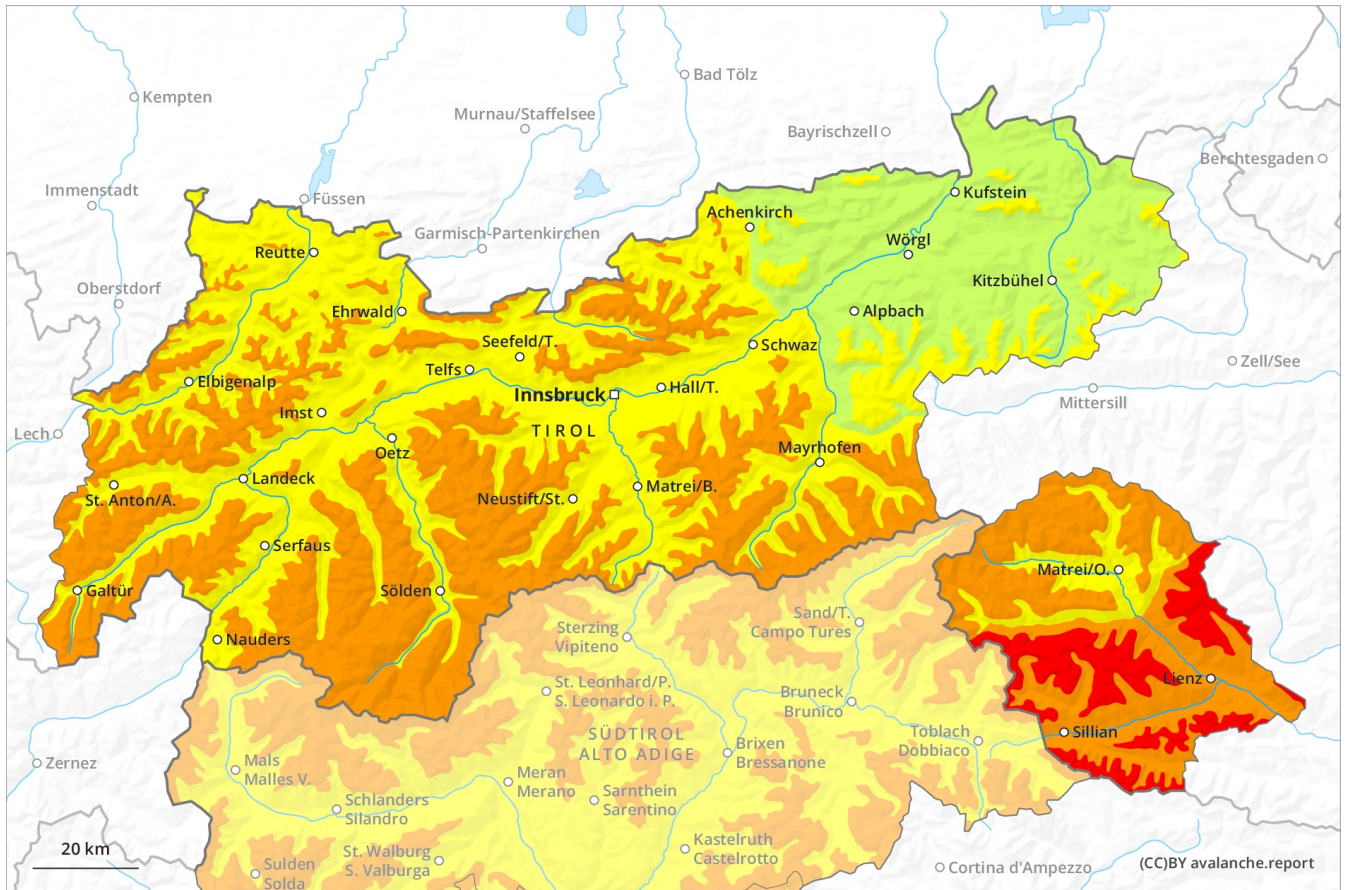 Bad Tölz
Kempten
Murnau/Staffelsee
Bayrischzell
Berchtesgaden
Immenstadt
Füssen
Kufstein
Achenkirch
Garmisch-Partenkirchen
Wörgl
Reutte
Kitzbühel
Oberstdorf
Ehrwald
Alpbach
Seefeld/T.
Schwaz
Zell/See
Telfs
Elbigenalp
Hall/T.
Innsbruck
Mittersill
Imst
TIROL
Lech
Oetz
Mayrhofen
Landeck
St. Anton/A.
Neustift/St.
Matrei/B.
Serfaus
Matrei/O.
Galtür
Sölden
Sand/T.
Campo Tures
Sterzing
Vipiteno
Nauders
Lienz
St. Leonhard/P.
S. Leonardo i. P.
Bruneck
Brunico
SÜDTIROL
ALTO ADIGE
Toblach
Dobbiaco
Sillian
Brixen
Bressanone
Zernez
Mals
Malles V.
Meran
Merano
Sarnthein
Sarentino
Schlanders
Silandro
20 km
St. Walburg
S. Valburga
Kastelruth
Castelrotto
Sulden
Solda
Cortina d'Ampezzo
(CC)BY avalanche.report